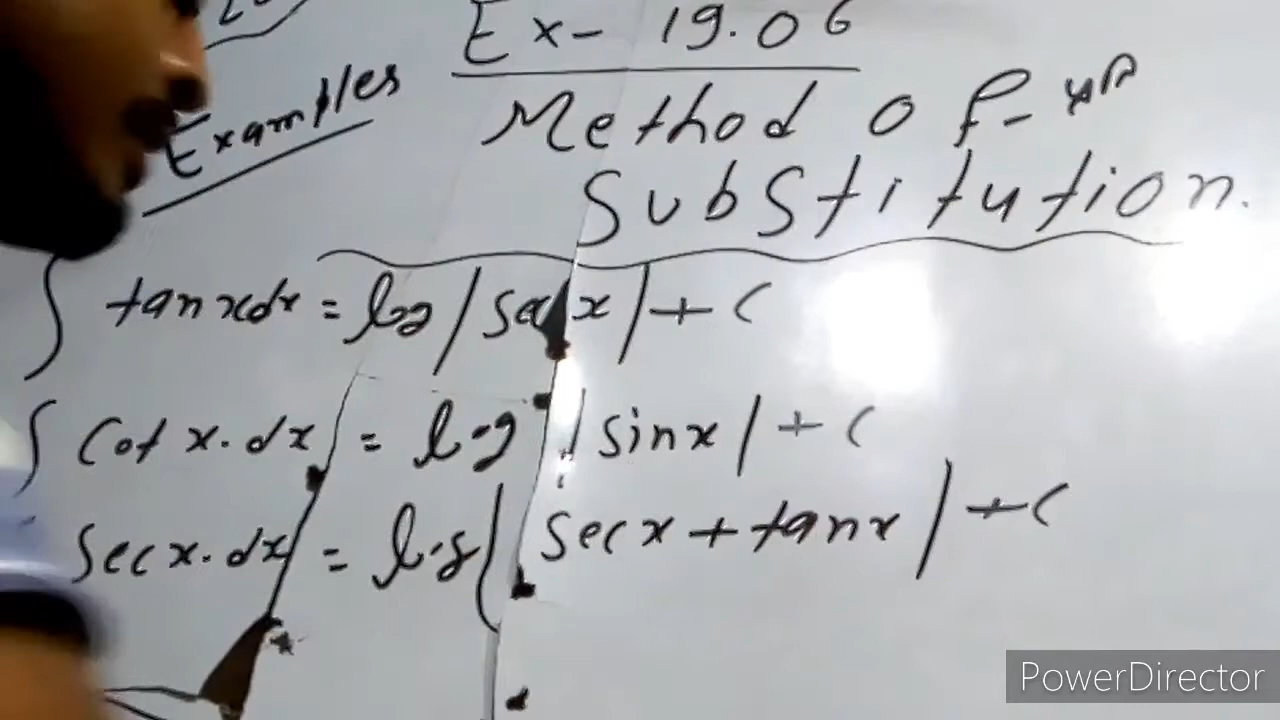 Ex- 19.06
Examples
Method of
Substitution.
∫ tan x dx = log |sec x| + C
∫ Cot x. dx = log |sin x| + C
Sec x. dx = log | sec x + tan x | + C
PowerDirector